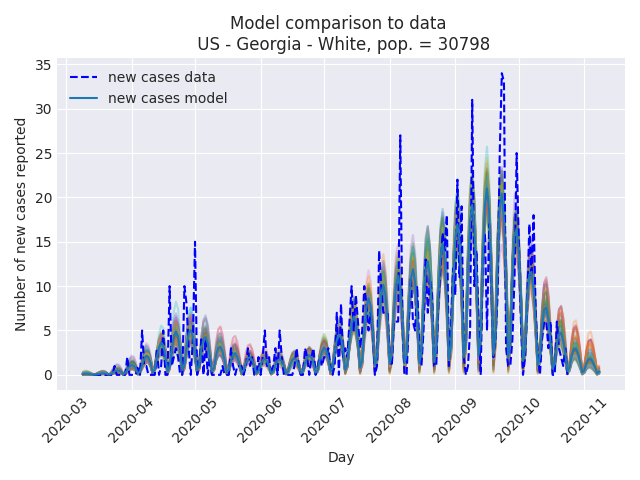 Model comparison to data
US - Georgia - White, pop. = 30798
new cases data
new cases model
Number of new cases reported
35
30
25
20
15
10
5
0
2020-03
2020-04
2020-05
2020-06
2020-07
2020-08
2020-09
2020-10
2020-11
Day